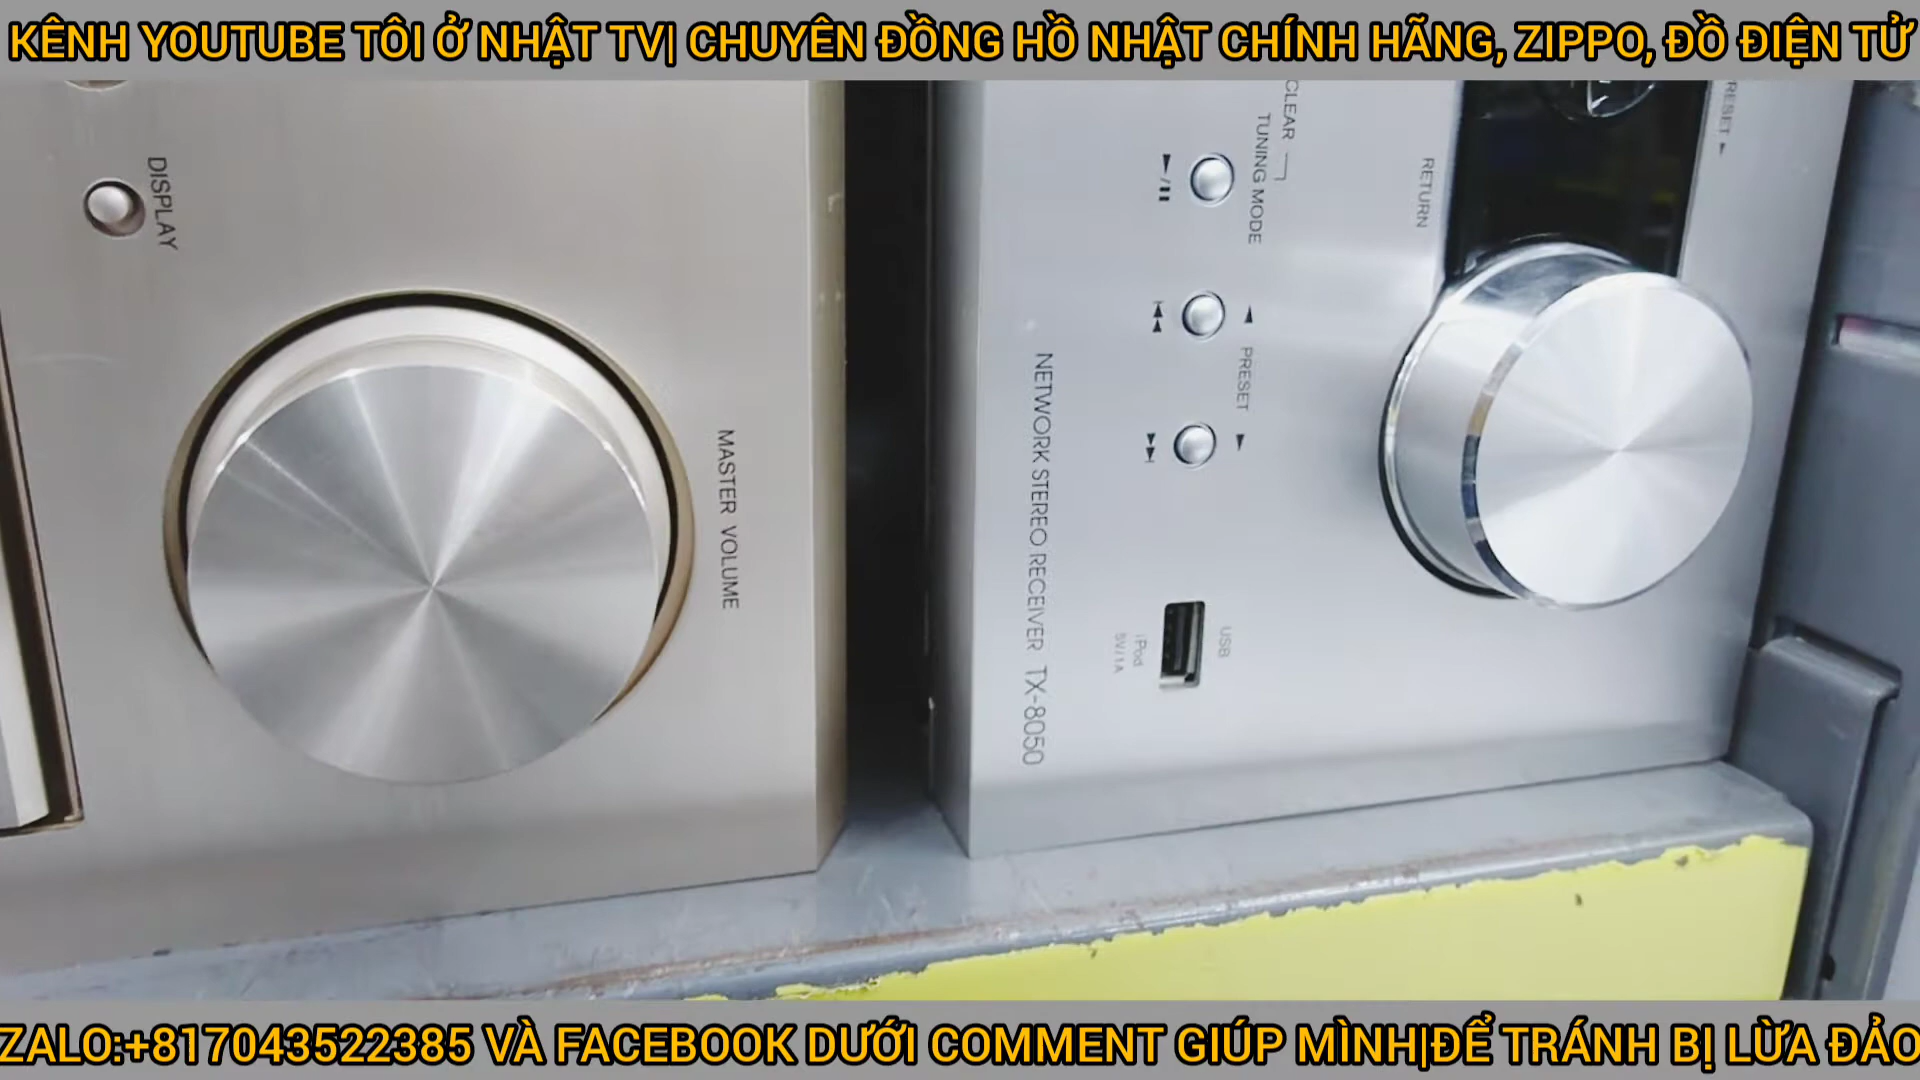 KÊNH YOUTUBE TÔI Ở NHẬT TV| CHUYÊN ĐỒNG HỒ NHẬT CHÍNH HÃNG, ZIPPO, ĐỒ ĐIỆN TỬ
DISPLAY
MASTER VOLUME
CLEAR
TUNING MODE
RETURN
PRESET
NETWORK STEREO RECEIVER TX-8050
USB
iPod
5V/1A
ZALO:+817043522385 VÀ FACEBOOK DƯỚI COMMENT GIÚP MÌNH|ĐỂ TRÁNH BỊ LỪA ĐẢO